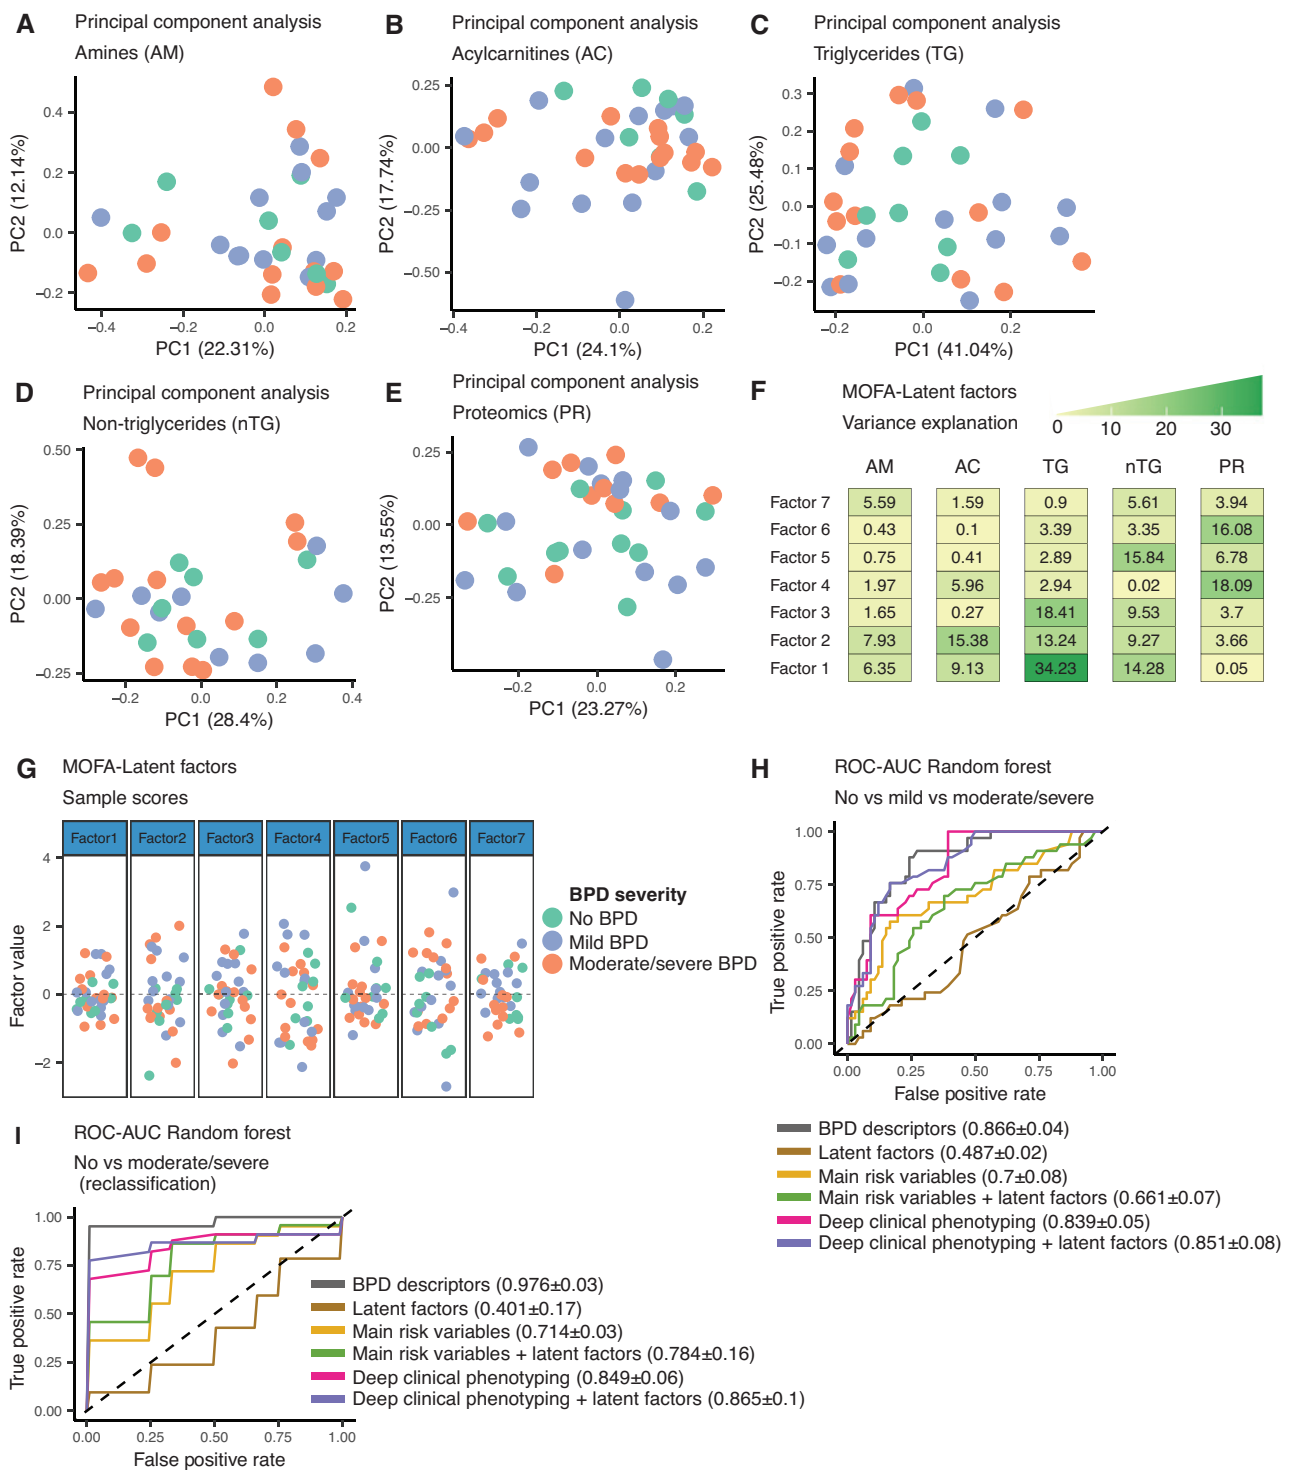 A
Principal component analysis
Amines (AM)
PC2 (12.14%)
0.4
0.2
0.0
−0.2
−0.4
−0.2
0.0
0.2
PC1 (22.31%)
B
Principal component analysis
Acylcarnitines (AC)
PC2 (17.74%)
0.25
0.00
−0.25
−0.50
−0.4
−0.2
0.0
0.2
PC1 (24.1%)
C
Principal component analysis
Triglycerides (TG)
PC2 (25.48%)
0.3
0.2
0.1
0.0
−0.1
−0.2
−0.2
0.0
0.2
PC1 (41.04%)
D
Principal component analysis
Non-triglycerides (nTG)
PC2 (18.39%)
0.50
0.25
0.00
−0.25
−0.2
0.0
0.2
0.4
PC1 (28.4%)
E
Principal component analysis
Proteomics (PR)
PC2 (13.55%)
0.25
0.00
−0.25
−0.2
0.0
0.2
PC1 (23.27%)
F
MOFA-Latent factors
Variance explanation
0 10 20 30
AM AC TG nTG PR
Factor 7 5.59 1.59 0.9 5.61 3.94
Factor 6 0.43 0.1 3.39 3.35 16.08
Factor 5 0.75 0.41 2.89 15.84 6.78
Factor 4 1.97 5.96 2.94 0.02 18.09
Factor 3 1.65 0.27 18.41 9.53 3.7
Factor 2 7.93 15.38 13.24 9.27 3.66
Factor 1 6.35 9.13 34.23 14.28 0.05
G
MOFA-Latent factors
Sample scores
Factor1 Factor2 Factor3 Factor4 Factor5 Factor6 Factor7
Factor value
4
2
0
−2
BPD severity
No BPD
Mild BPD
Moderate/severe BPD
H
ROC-AUC Random forest
No vs mild vs moderate/severe
True positive rate
1.00
0.75
0.50
0.25
0.00
0.00 0.25 0.50 0.75 1.00
False positive rate
BPD descriptors (0.866±0.04)
Latent factors (0.487±0.02)
Main risk variables (0.7±0.08)
Main risk variables + latent factors (0.661±0.07)
Deep clinical phenotyping (0.839±0.05)
Deep clinical phenotyping + latent factors (0.851±0.08)
I
ROC-AUC Random forest
No vs moderate/severe
(reclassification)
True positive rate
1.00
0.75
0.50
0.25
0.00
0.00 0.25 0.50 0.75 1.00
False positive rate
BPD descriptors (0.976±0.03)
Latent factors (0.401±0.17)
Main risk variables (0.714±0.03)
Main risk variables + latent factors (0.784±0.16)
Deep clinical phenotyping (0.849±0.06)
Deep clinical phenotyping + latent factors (0.865±0.1)